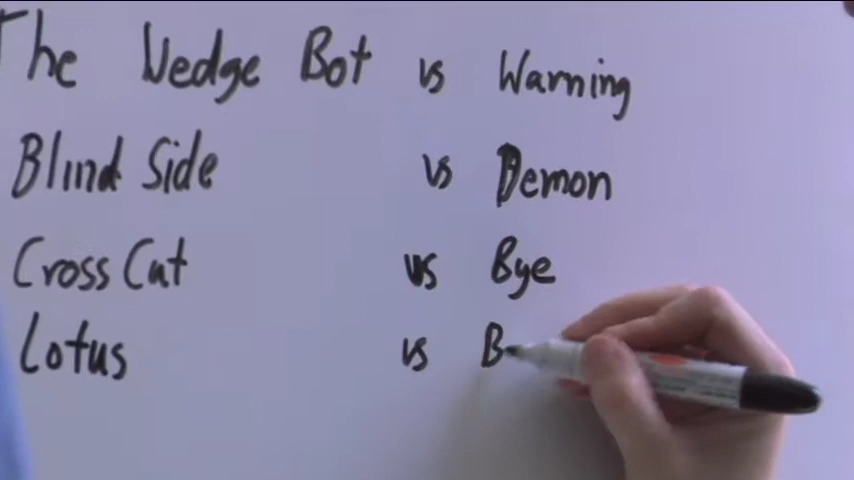 The Wedge Bot vs Warning
Blind Side vs Demon
Cross Cut vs Bye
Lotus vs B